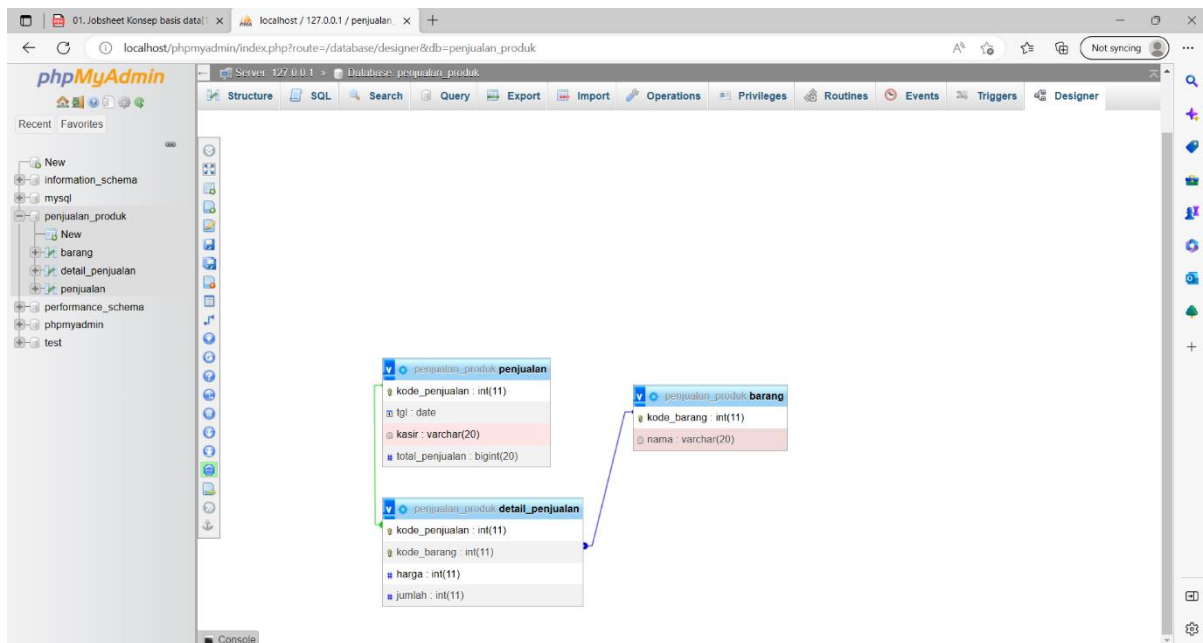 01. Jobsheet Konsep basis data[1
localhost / 127.0.0.1 / penjualan_
localhost/phpmyadmin/index.php?route=/database/designer&db=penjualan_produk
Not syncing
phpMyAdmin
Recent Favorites
New
information_schema
mysql
penjualan_produk
New
barang
detail_penjualan
penjualan
performance_schema
phpmyadmin
test
Server: 127.0.0.1 » Database: penjualan_produk
Structure SQL Search Query Export Import Operations Privileges Routines Events Triggers Designer
penjualan_produk penjualan
kode_penjualan : int(11)
tgl : date
kasir : varchar(20)
total_penjualan : bigint(20)
penjualan_produk barang
kode_barang : int(11)
nama : varchar(20)
penjualan_produk detail_penjualan
kode_penjualan : int(11)
kode_barang : int(11)
harga : int(11)
jumlah : int(11)
Console